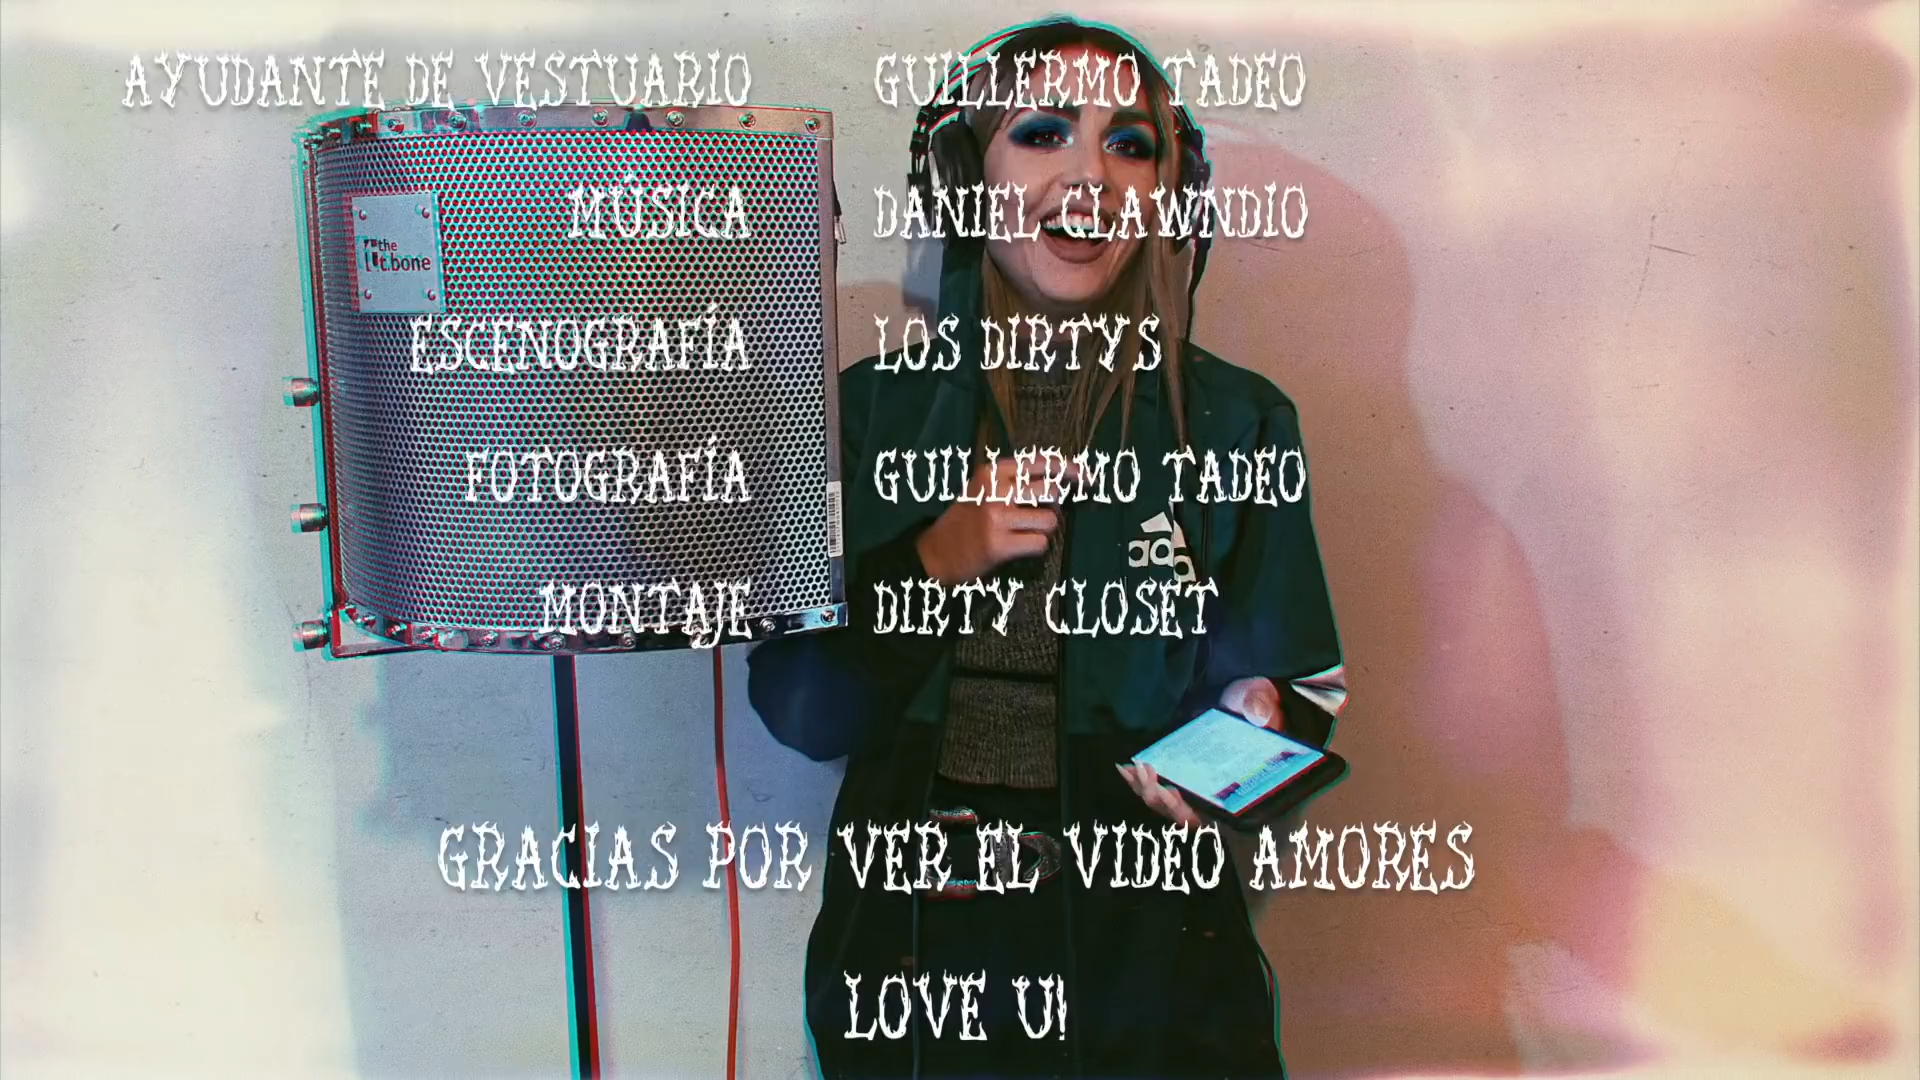 AYUDANTE DE VESTUARIO GUILLERMO TADEO
MÚSICA DANIEL CLAWNDIO
the t.bone
ESCENOGRAFÍA LOS DIRTYS
FOTOGRAFÍA GUILLERMO TADEO
adidas
MONTAJE DIRTY CLOSET
GRACIAS POR VER EL VIDEO AMORES
LOVE U!